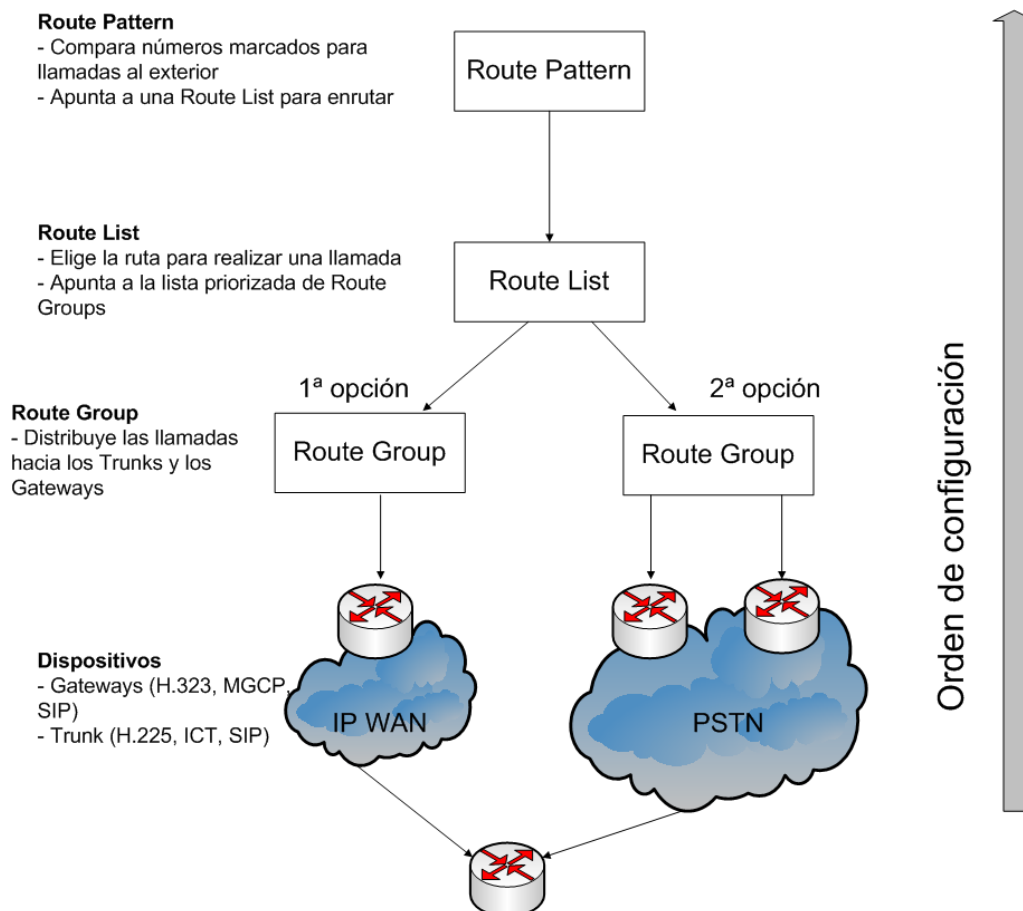 Route Pattern
- Compara números marcados para
llamadas al exterior
- Apunta a una Route List para enrutar
Route Pattern
Route List
- Elige la ruta para realizar una llamada
- Apunta a la lista priorizada de Route
Groups
Route List
1ª opción
2ª opción
Route Group
- Distribuye las llamadas
hacia los Trunks y los
Gateways
Route Group
Route Group
Dispositivos
- Gateways (H.323, MGCP,
SIP)
- Trunk (H.225, ICT, SIP)
IP WAN
PSTN
Orden de configuración